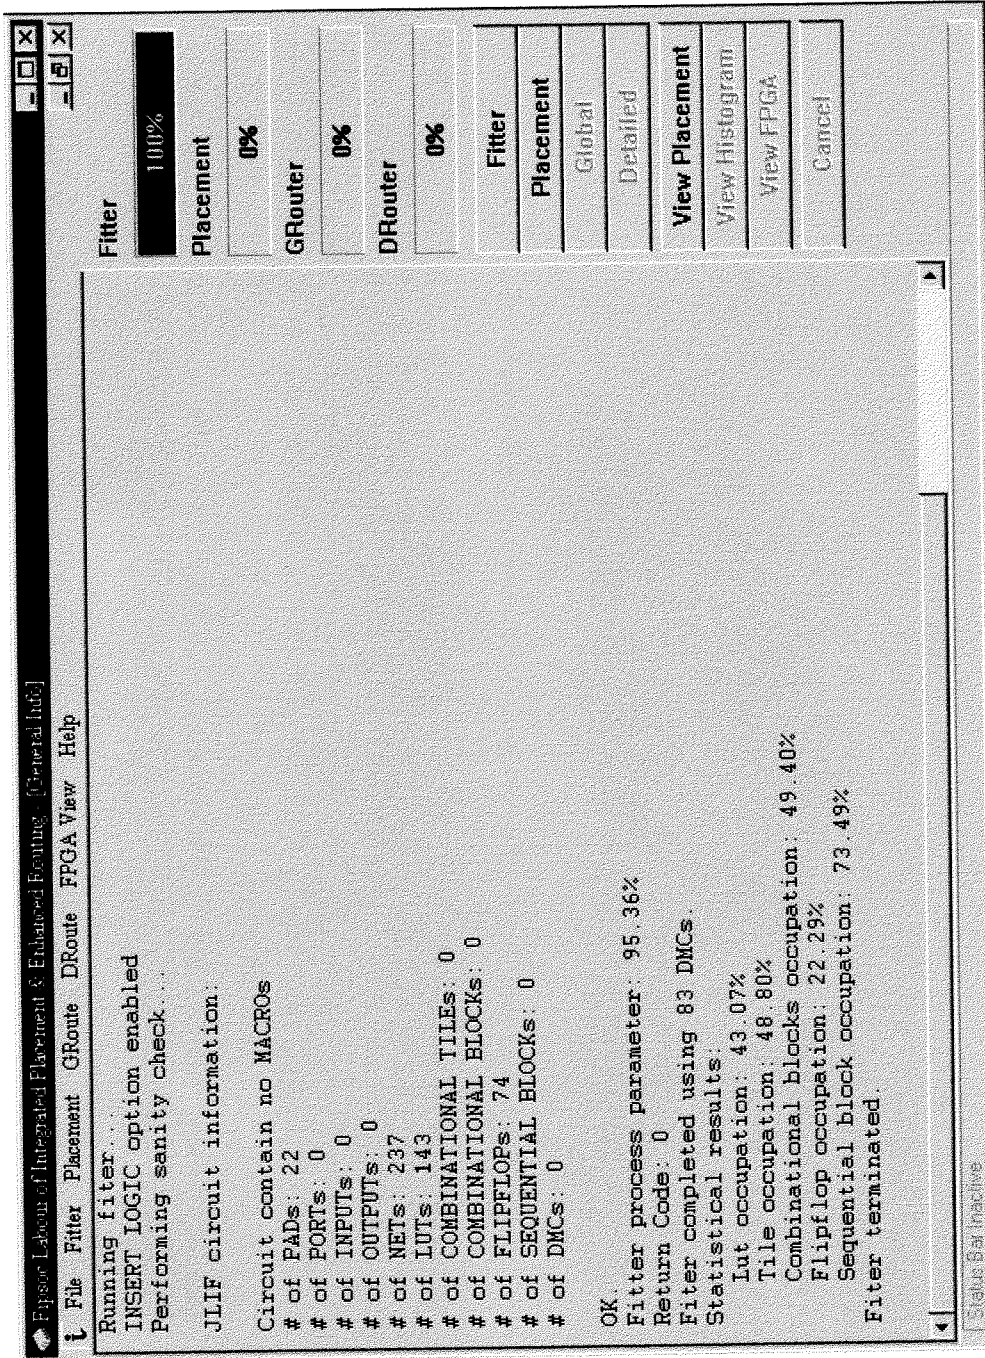 Fipsoc Labour of Integrated Placement & Enhanced Routing - [General Info]
File Fitter Placement GRoute DRoute FPGA View Help
Running fiter...
INSERT LOGIC option enabled
Performing sanity check....
JLIF circuit information:
Circuit contain no MACROs
# of PADs: 22
# of PORTs: 0
# of INPUTs: 0
# of OUTPUTs: 0
# of NETs: 237
# of LUTs: 143
# of COMBINATIONAL TILEs: 0
# of COMBINATIONAL BLOCKs: 0
# of FLIPFLOPs: 74
# of SEQUENTIAL BLOCKs: 0
# of DMCs: 0
OK.
Fitter process parameter: 95.36%
Return Code: 0
Fiter completed using 83 DMCs.
Statistical results:
Lut occupation: 43.07%
Tile occupation: 48.80%
Combinational blocks occupation: 49.40%
Flipflop occupation: 22.29%
Sequential block occupation: 73.49%
Fiter terminated.
Fitter
100%
Placement
0%
GRouter
0%
DRouter
0%
Fitter
Placement
Global
Detailed
View Placement
View Histogram
View FPGA
Cancel
Status Bar Inactive